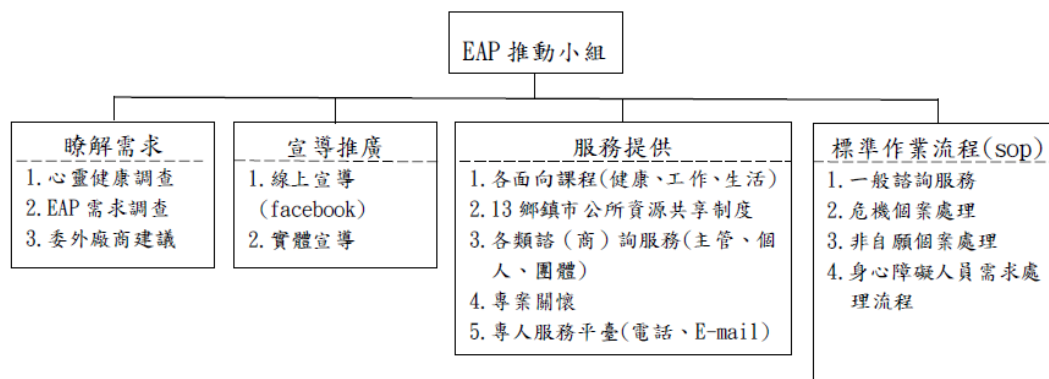 EAP 推動小組
瞭解需求
1. 心靈健康調查
2. EAP 需求調查
3. 委外廠商建議
宣導推廣
1. 線上宣導
(facebook)
2. 實體宣導
服務提供
1. 各面向課程(健康、工作、生活)
2. 13 鄉鎮市公所資源共享制度
3. 各類諮（商）詢服務(主管、個
人、團體)
4. 專案關懷
5. 專人服務平臺(電話、E-mail)
標準作業流程(sop)
1. 一般諮詢服務
2. 危機個案處理
3. 非自願個案處理
4. 身心障礙人員需求處
理流程